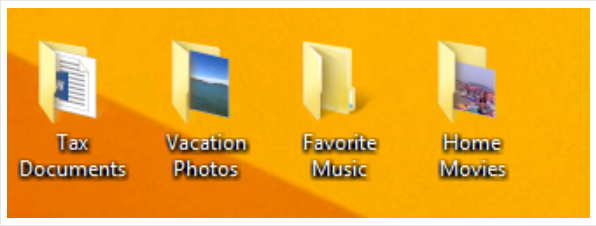 Tax
Documents
Vacation
Photos
Favorite
Music
Home
Movies